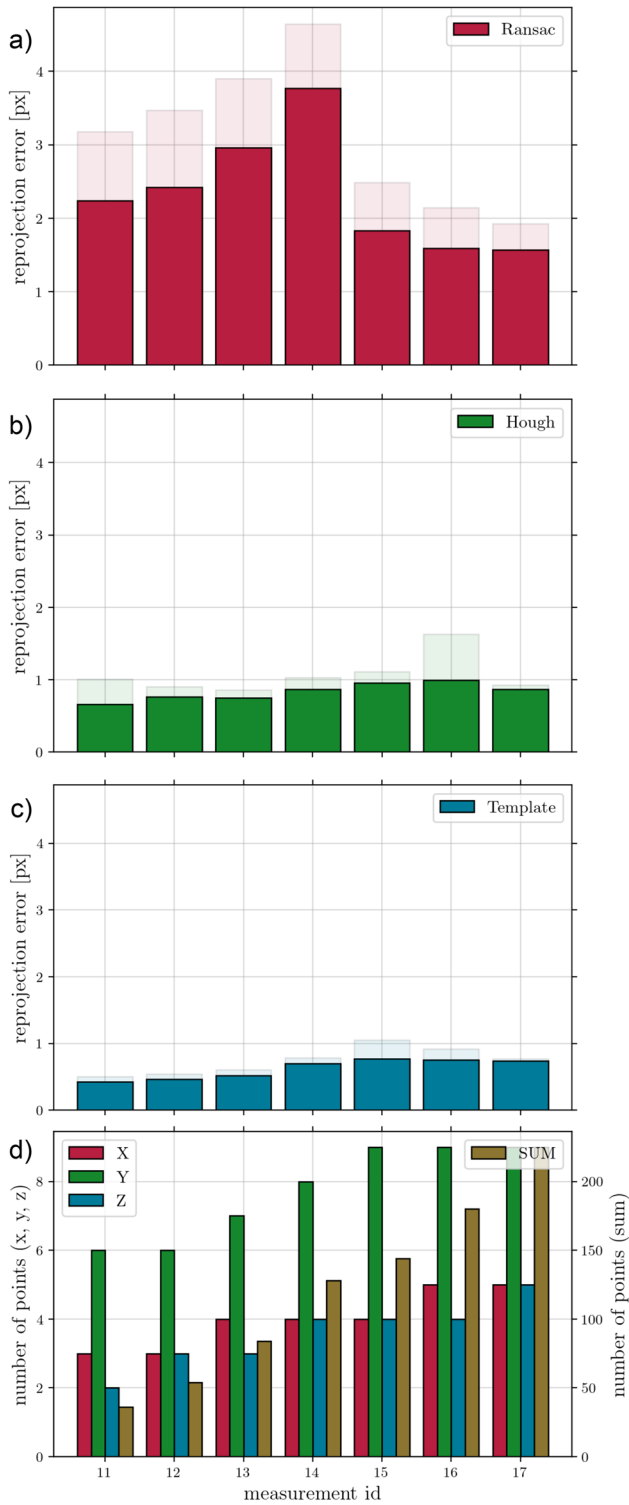 a)
reprojection error [px]
4
3
2
1
0
Ransac
b)
reprojection error [px]
4
3
2
1
0
Hough
c)
reprojection error [px]
4
3
2
1
0
Template
d)
number of points (x, y, z)
8
6
4
2
0
X
Y
Z
SUM
200
150
100
50
0
number of points (sum)
11 12 13 14 15 16 17
measurement id